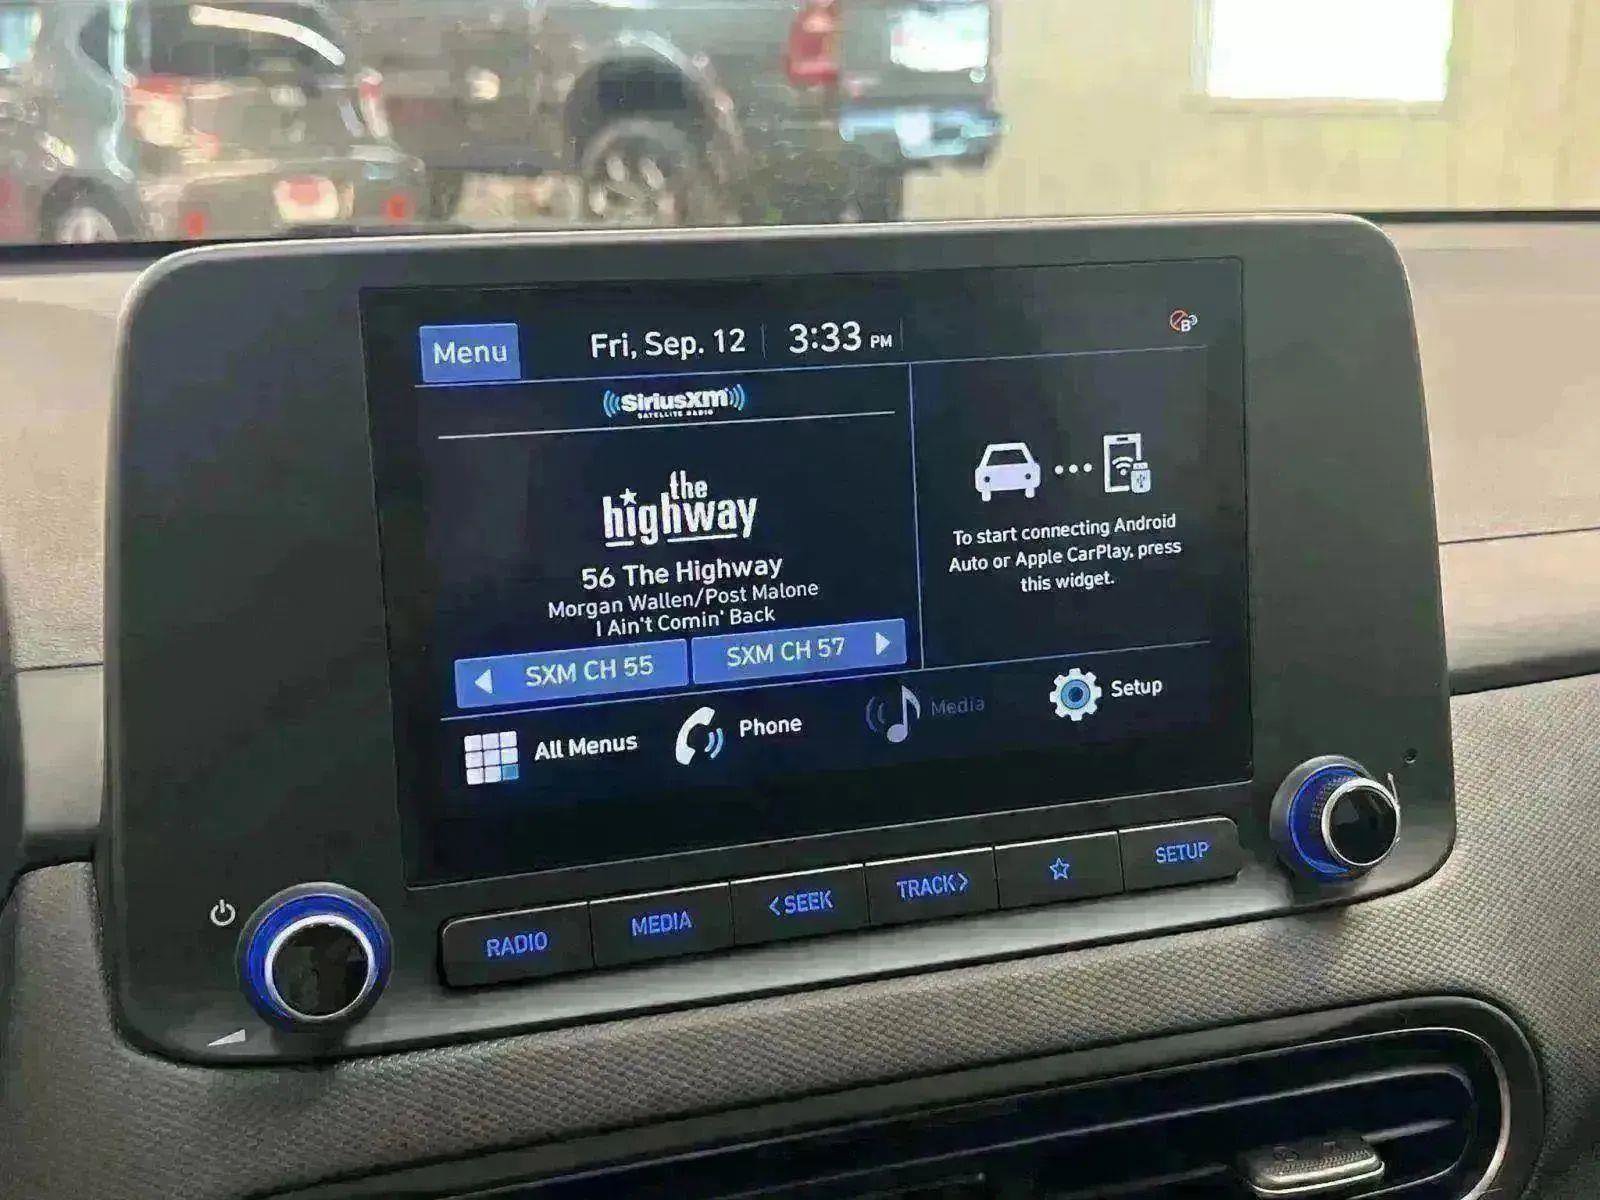 Menu
Fri, Sep. 12
3:33 PM
((SiriusXM))
SATELLITE RADIO
the
highway
56 The Highway
Morgan Wallen/Post Malone
I Ain't Comin' Back
SXM CH 55
SXM CH 57
To start connecting Android
Auto or Apple CarPlay, press
this widget.
All Menus
Phone
Media
Setup
RADIO
MEDIA
<SEEK
TRACK>
SETUP